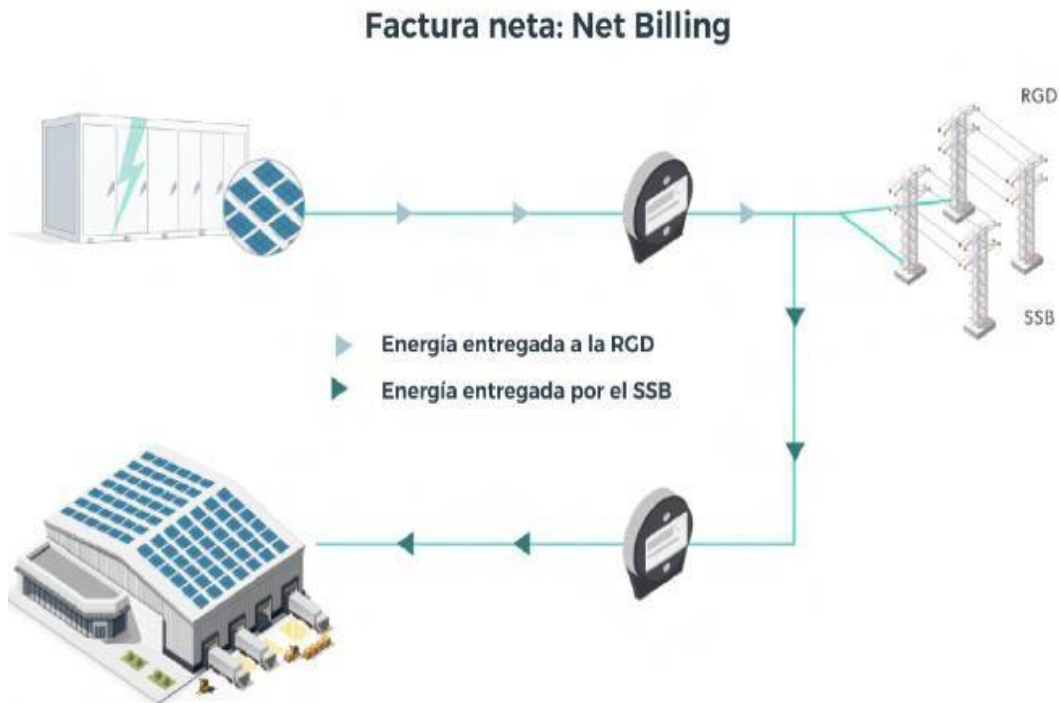 Factura neta: Net Billing
RGD
SSB
Energía entregada a la RGD
Energía entregada por el SSB